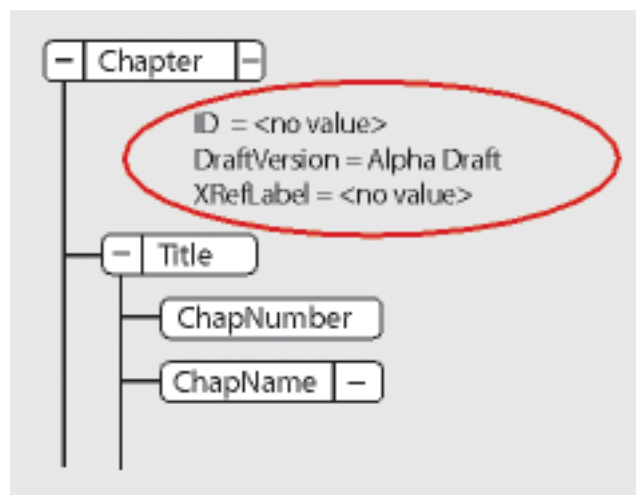 Chapter
ID = <no value>
DraftVersion = Alpha Draft
XRefLabel = <no value>
Title
ChapNumber
ChapName